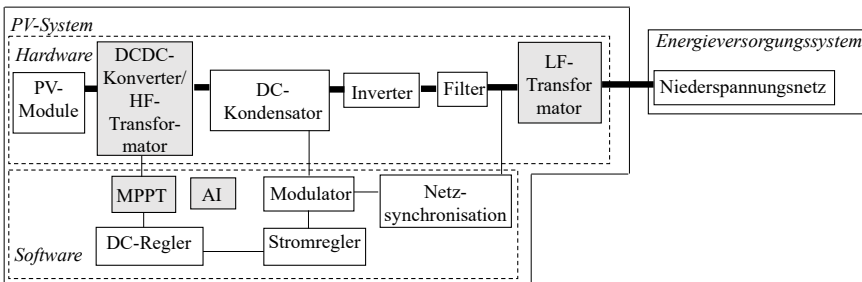 PV-System
Hardware
PV-
Module
DCDC-
Konverter/
HF-
Transfor-
mator
DC-
Kondensator
Inverter
Filter
LF-
Transfor
mator
Energieversorgungssystem
Niederspannungsnetz
MPPT
AI
Modulator
Netz-
synchronisation
DC-Regler
Stromregler
Software